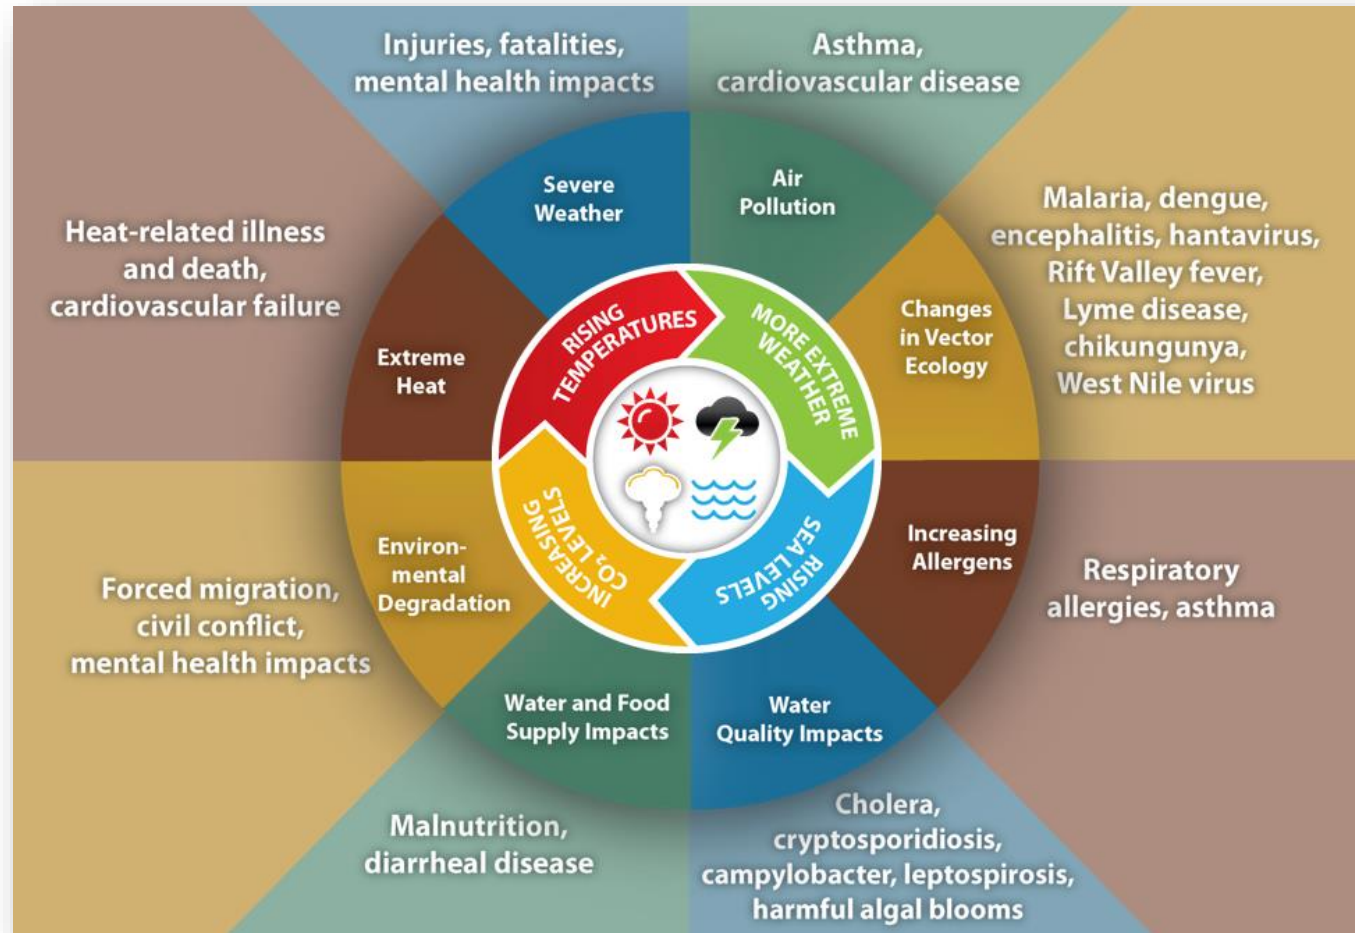 Injuries, fatalities,
mental health impacts
Asthma,
cardiovascular disease
Severe
Weather
Air
Pollution
Heat-related illness
and death,
cardiovascular failure
Malaria, dengue,
encephalitis, hantavirus,
Rift Valley fever,
Lyme disease,
chikungunya,
West Nile virus
Extreme
Heat
Changes
in Vector
Ecology
RISING
TEMPERATURES
MORE EXTREME
WEATHER
INCREASING
CO₂ LEVELS
RISING
SEA LEVELS
Environ-
mental
Degradation
Increasing
Allergens
Forced migration,
civil conflict,
mental health impacts
Respiratory
allergies, asthma
Water and Food
Supply Impacts
Water
Quality Impacts
Malnutrition,
diarrheal disease
Cholera,
cryptosporidiosis,
campylobacter, leptospirosis,
harmful algal blooms